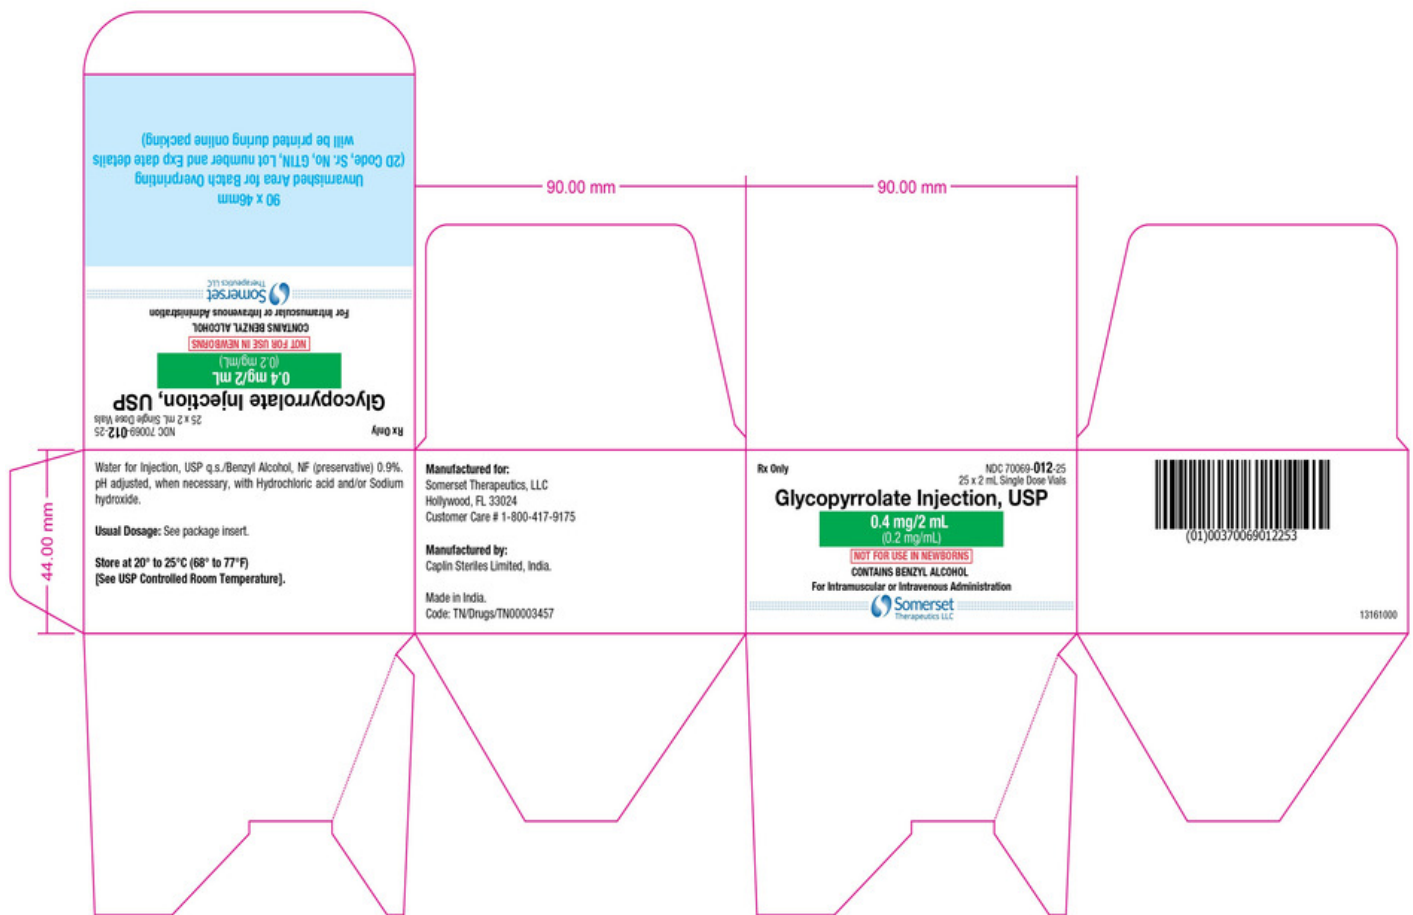 90 x 46mm
Unvarnished Area for Batch Overprinting
(2D Code, Sr. No, GTIN, Lot number and Exp date details
will be printed during online packing)
Somerset
Therapeutics LLC
For Intramuscular or Intravenous Administration
CONTAINS BENZYL ALCOHOL
NOT FOR USE IN NEWBORNS
(0.2 mg/mL)
0.4 mg/2 mL
Glycopyrrolate Injection, USP
25 x 2 mL Single Dose Vials
Rx Only
NDC 70069-012-25
90.00 mm
90.00 mm
44.00 mm
Water for Injection, USP q.s./Benzyl Alcohol, NF (preservative) 0.9%.
pH adjusted, when necessary, with Hydrochloric acid and/or Sodium
hydroxide.
Usual Dosage: See package insert.
Store at 20° to 25°C (68° to 77°F)
[See USP Controlled Room Temperature].
Manufactured for:
Somerset Therapeutics, LLC
Hollywood, FL 33024
Customer Care # 1-800-417-9175
Manufactured by:
Caplin Steriles Limited, India.
Made in India.
Code: TN/Drugs/TN00003457
Rx Only
NDC 70069-012-25
25 x 2 mL Single Dose Vials
Glycopyrrolate Injection, USP
0.4 mg/2 mL
(0.2 mg/mL)
NOT FOR USE IN NEWBORNS
CONTAINS BENZYL ALCOHOL
For Intramuscular or Intravenous Administration
Somerset
Therapeutics LLC
(01)00370069012253
13161000